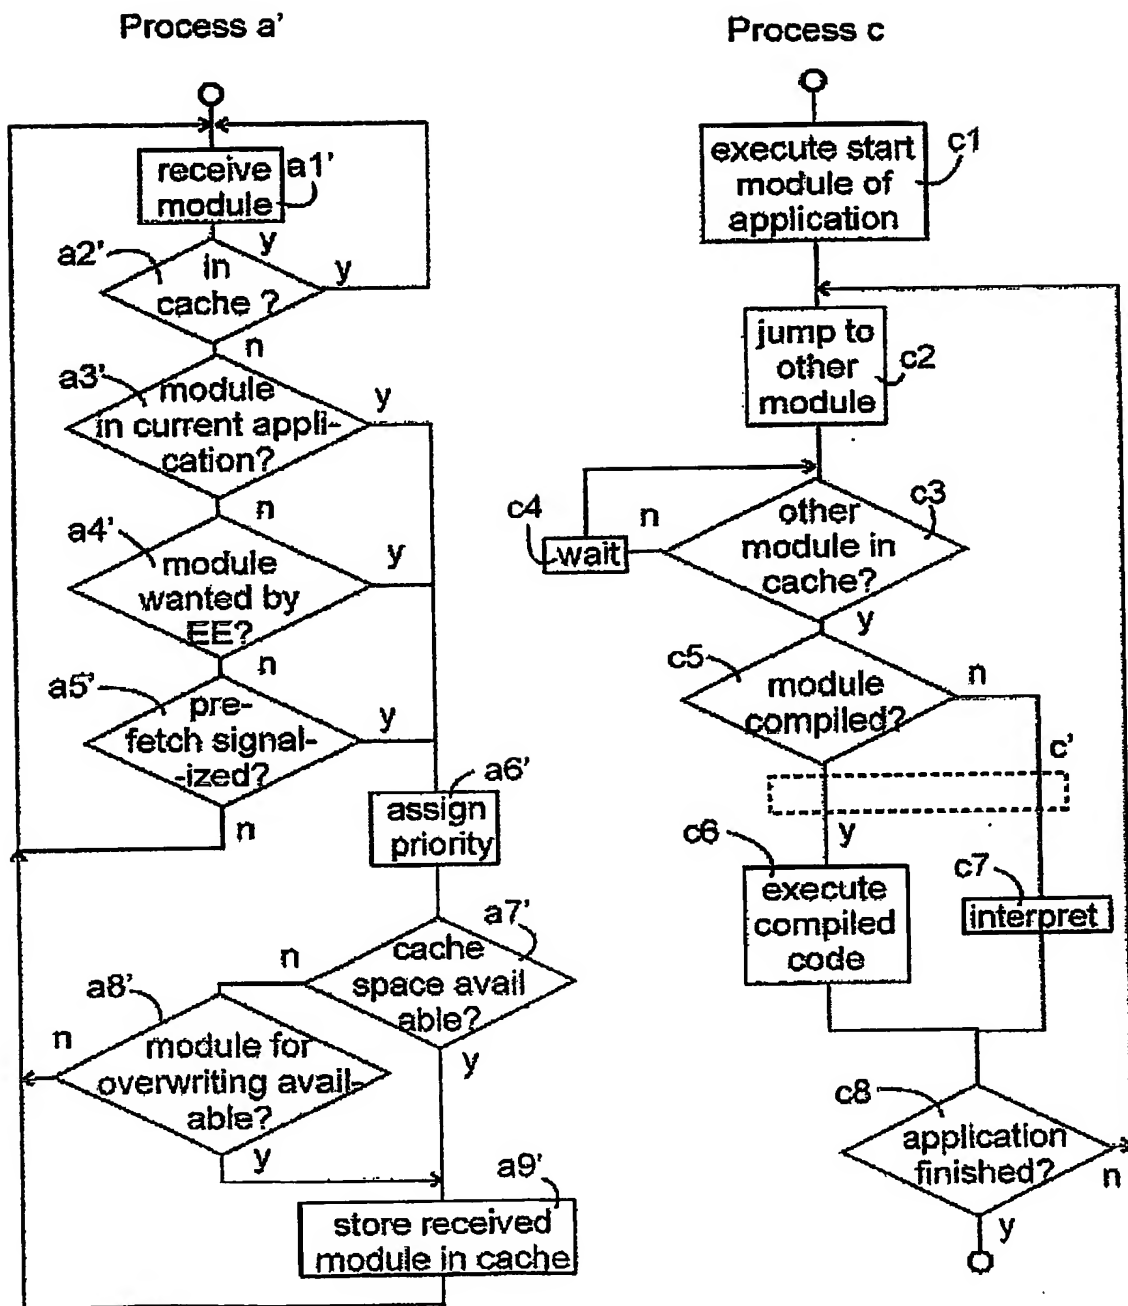 Process a'
receive
module
a1'
y
a2'
in
cache ?
y
n
a3'
module
in current appli-
cation?
y
n
a4'
module
wanted by
EE?
y
n
a5'
pre-
fetch signal-
-ized?
y
n
a6'
assign
priority
a7'
cache
space avail
able?
n
y
a8'
module for
overwriting avail-
able?
n
y
a9'
store received
module in cache
Process c
execute start
module of
application
c1
jump to
other
module
c2
c3
other
module in
cache?
n
c4
wait
y
c5
module
compiled?
n
c'
y
c6
execute
compiled
code
c7
interpret
c8
application
finished?
n
y